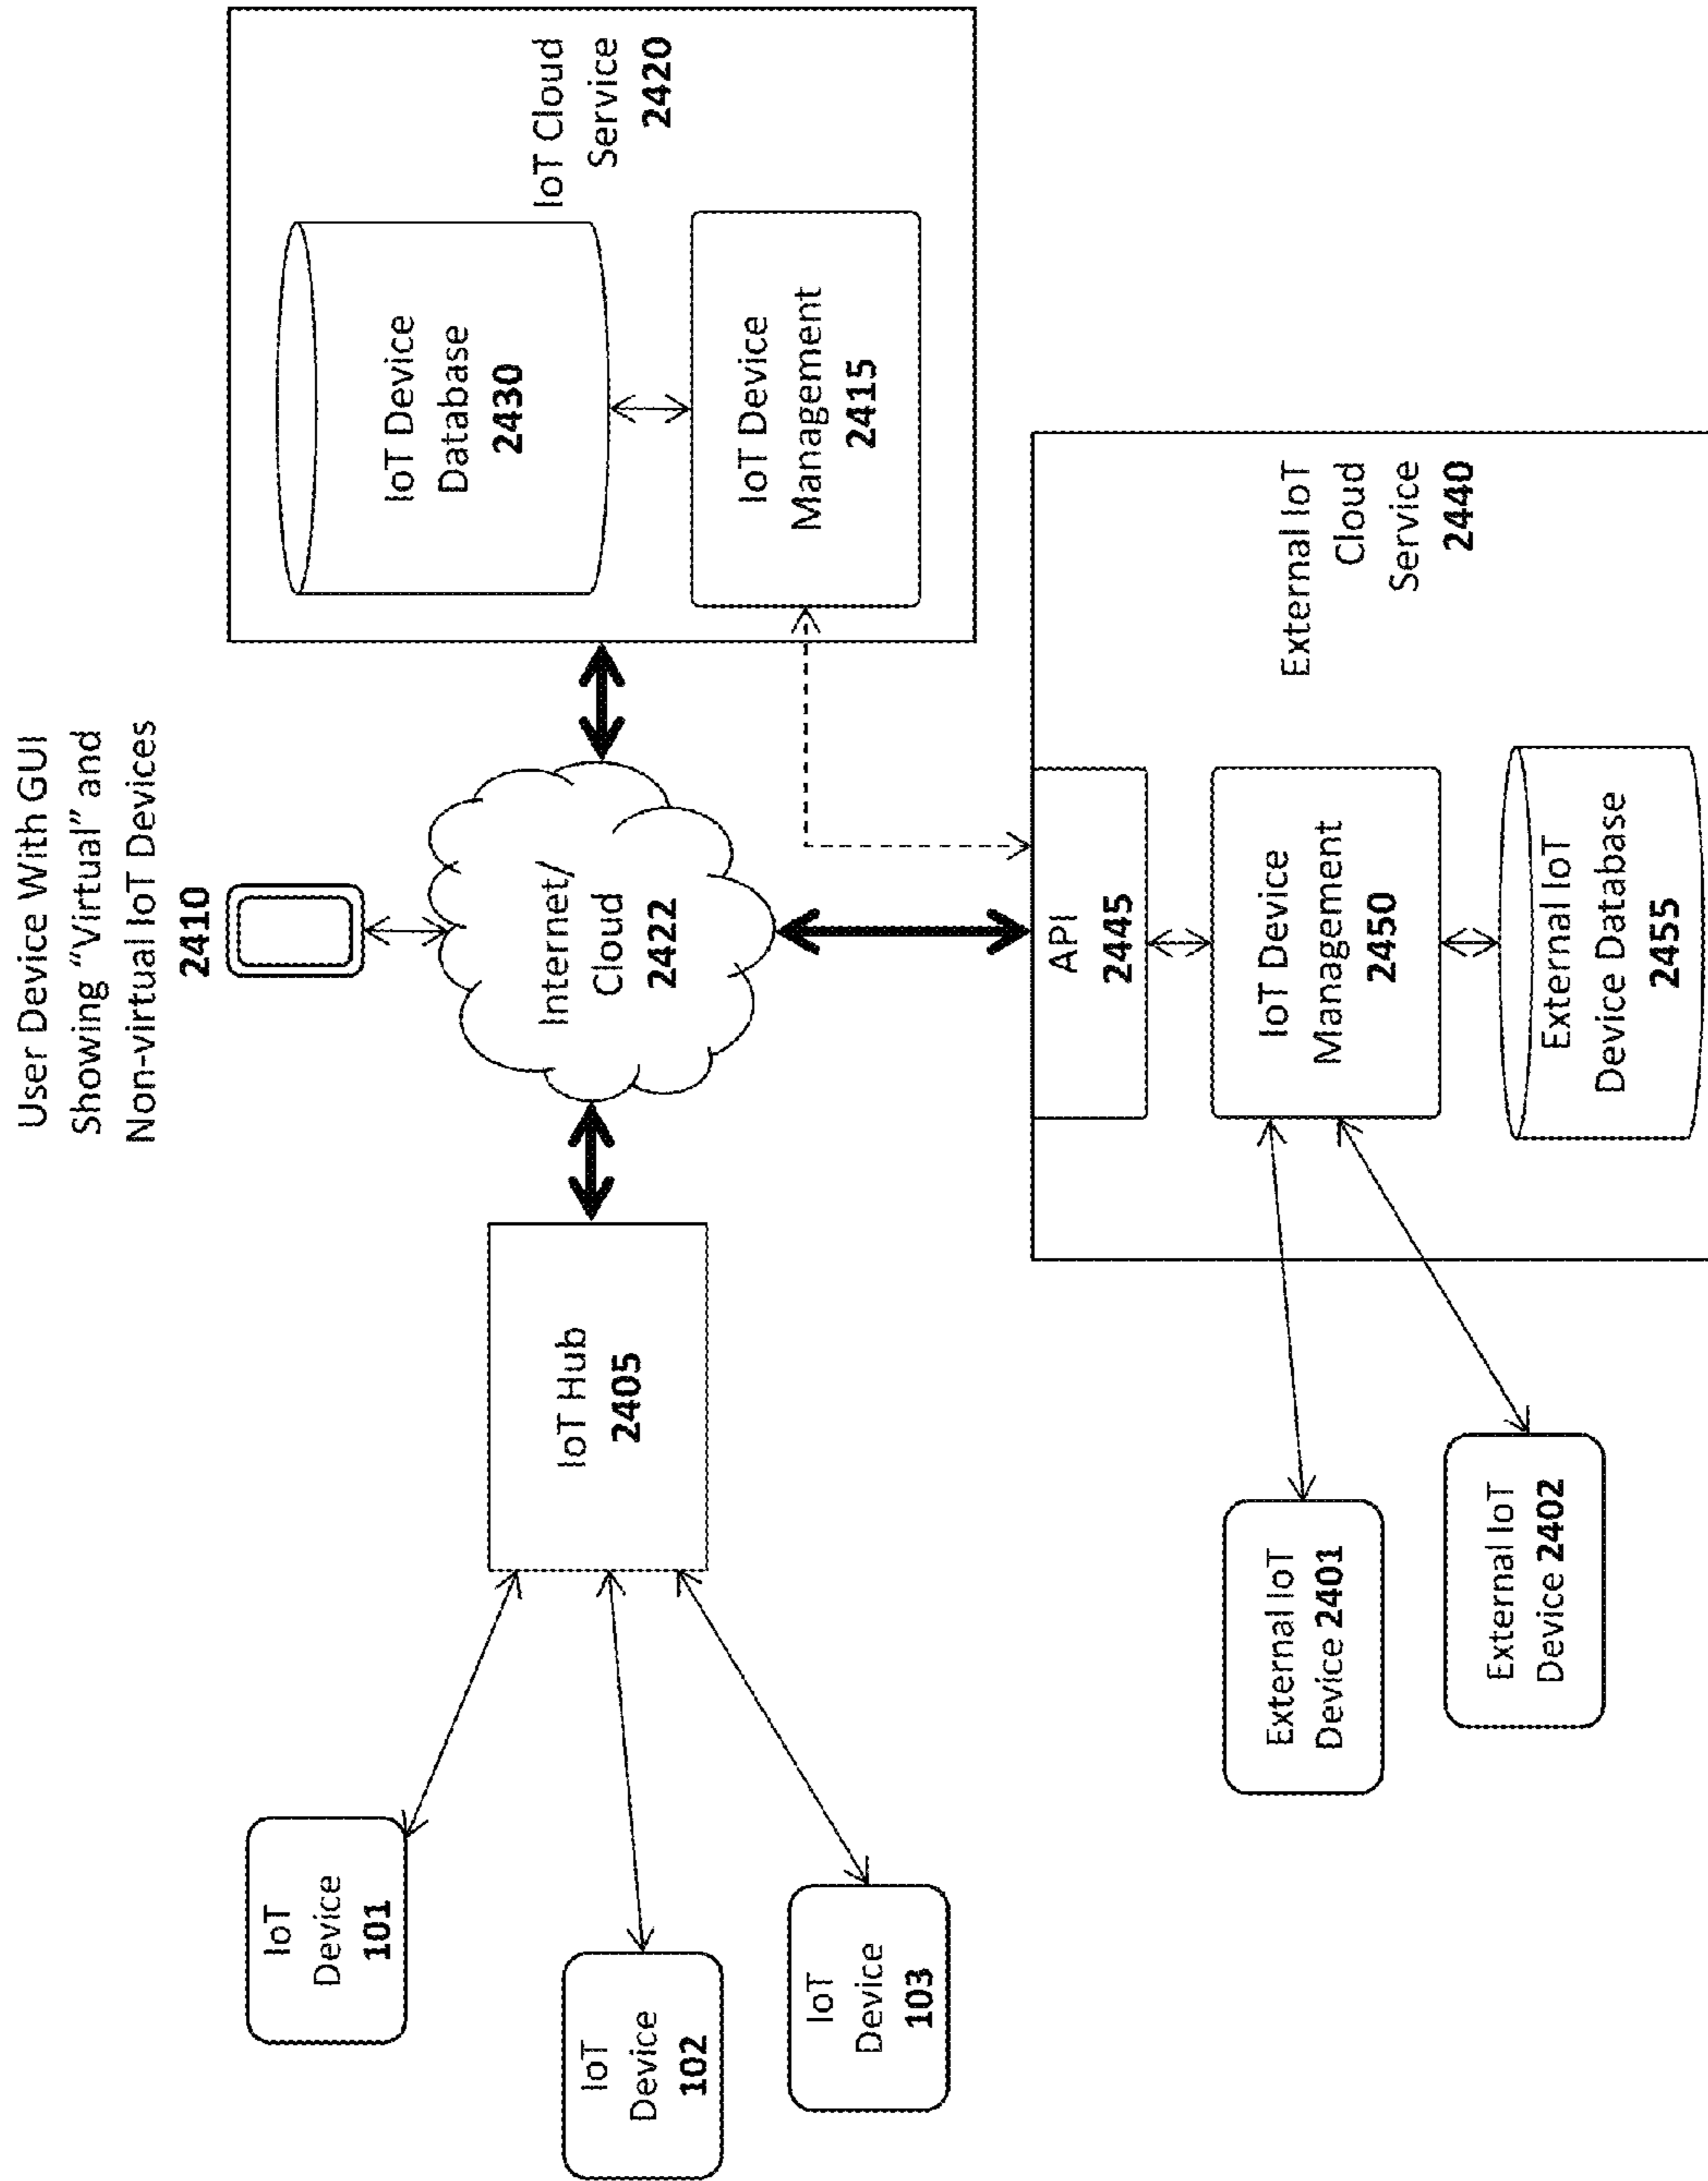 User Device With GUI
Showing “Virtual” and
Non-virtual IoT Devices
2410
IoT
Device
101
IoT
Device
102
IoT
Device
103
IoT Hub
2405
Internet/
Cloud
2422
IoT Device
Database
2430
IoT Device
Management
2415
IoT Cloud
Service
2420
External IoT
Device 2401
External IoT
Device 2402
API
2445
IoT Device
Management
2450
External IoT
Device Database
2455
External IoT
Cloud
Service
2440